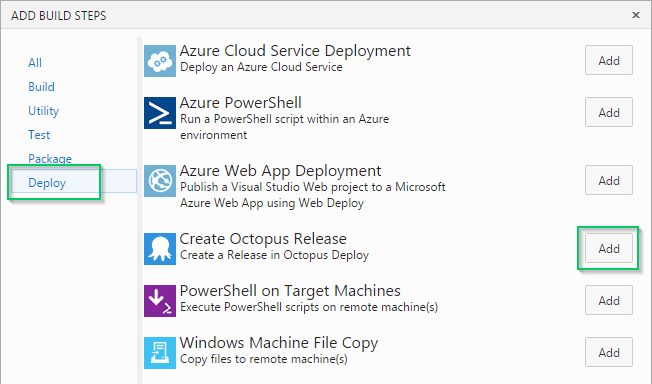 ADD BUILD STEPS
×
All
Build
Utility
Test
Package
Deploy
Azure Cloud Service Deployment
Deploy an Azure Cloud Service
Add
Azure PowerShell
Run a PowerShell script within an Azure
environment
Add
Azure Web App Deployment
Publish a Visual Studio Web project to a Microsoft
Azure Web App using Web Deploy
Add
Create Octopus Release
Create a Release in Octopus Deploy
Add
PowerShell on Target Machines
Execute PowerShell scripts on remote machine(s)
Add
Windows Machine File Copy
Copy files to remote machine(s)
Add